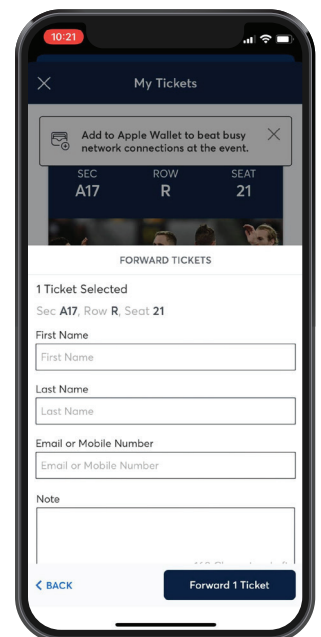 10:21
My Tickets
Add to Apple Wallet to beat busy
network connections at the event.
SEC ROW SEAT
A17 R 21
FORWARD TICKETS
1 Ticket Selected
Sec A17, Row R, Seat 21
First Name
First Name
Last Name
Last Name
Email or Mobile Number
Email or Mobile Number
Note
BACK Forward 1 Ticket